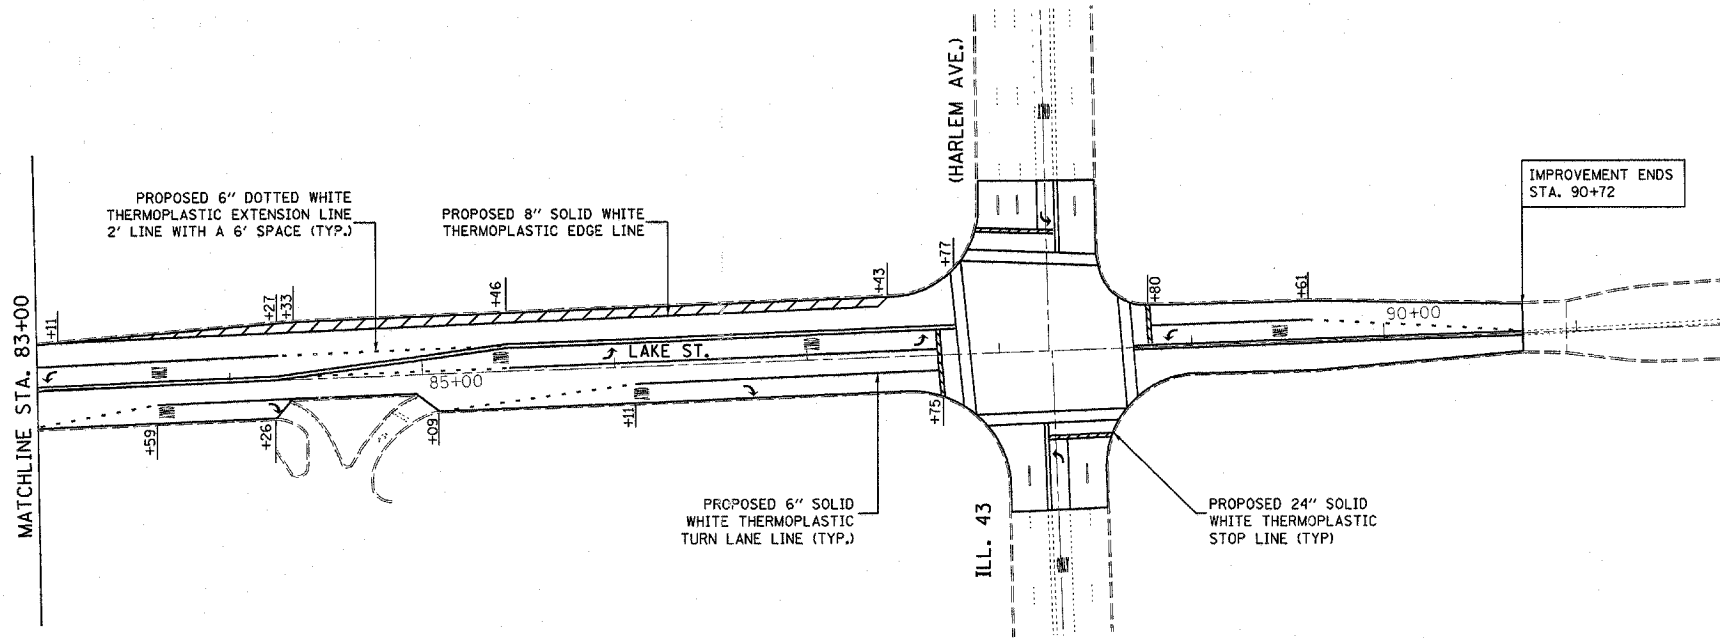 (HARLEM AVE.)
IMPROVEMENT ENDS
STA. 90+72
PROPOSED 6" DOTTED WHITE
THERMOPLASTIC EXTENSION LINE
2' LINE WITH A 6' SPACE (TYP.)
PROPOSED 8" SOLID WHITE
THERMOPLASTIC EDGE LINE
MATCHLINE STA. 83+00
+11
+27
+33
+46
+43
+77
+80
+61
90+00
LAKE ST.
85+00
+59
+26
+09
+11
+75
PROPOSED 6" SOLID
WHITE THERMOPLASTIC
TURN LANE LINE (TYP.)
ILL. 43
PROPOSED 24" SOLID
WHITE THERMOPLASTIC
STOP LINE (TYP)